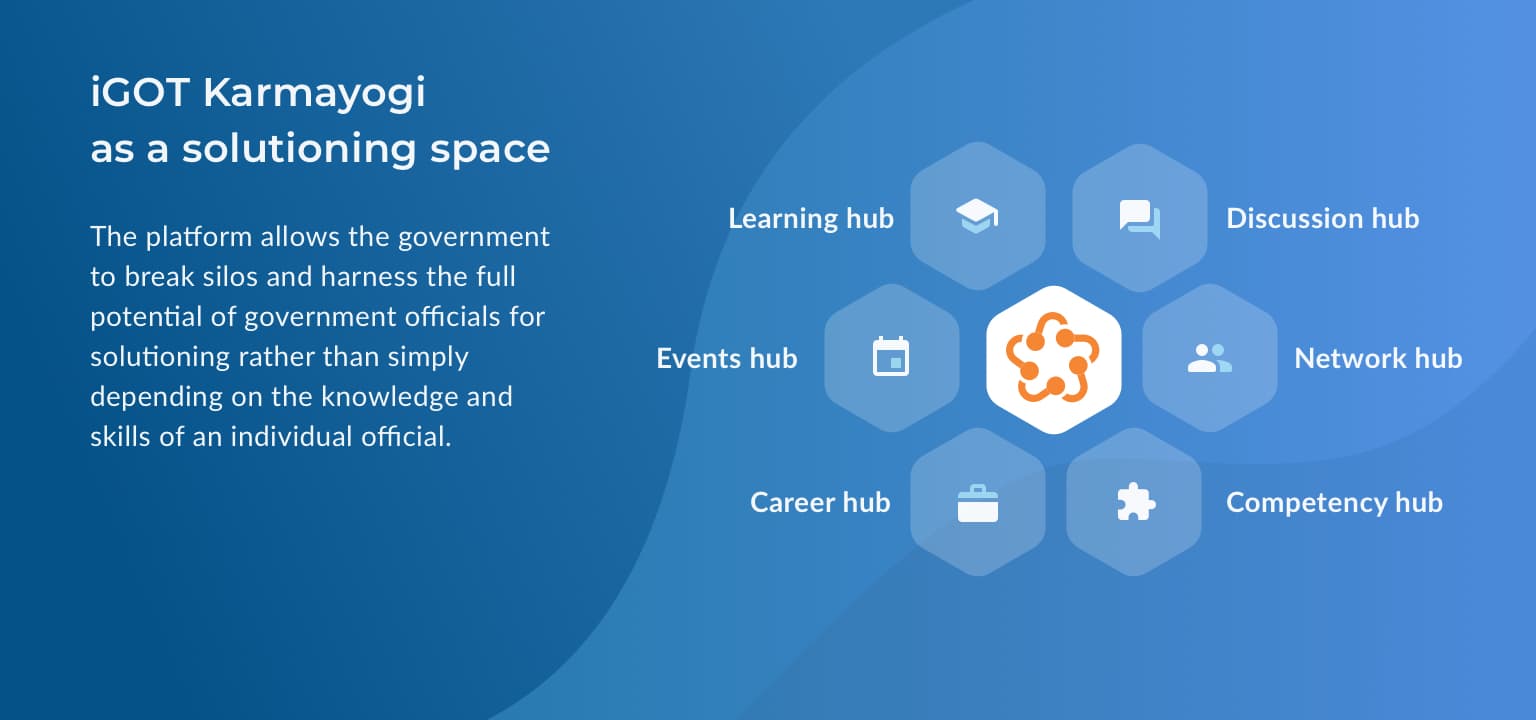 iGOT Karmayogi
as a solutioning space
The platform allows the government
to break silos and harness the full
potential of government officials for
solutioning rather than simply
depending on the knowledge and
skills of an individual official.
Learning hub
Discussion hub
Events hub
Network hub
Career hub
Competency hub